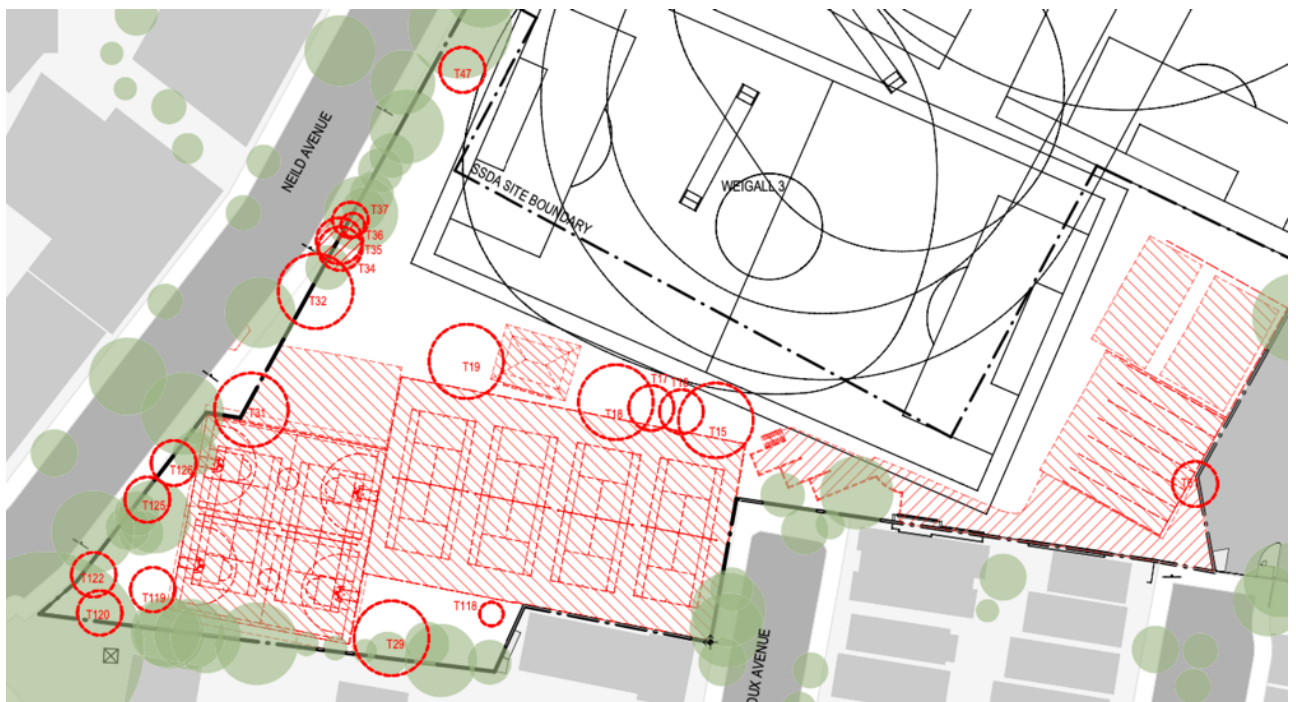 T47
NEILD AVENUE
T37
T36
T35
T34
T32
SSDA SITE BOUNDARY
WEIGALL 3
T19
T17
T18
T15
T31
T126
T125
T122
T120
T119
T118
T29
OUX AVENUE